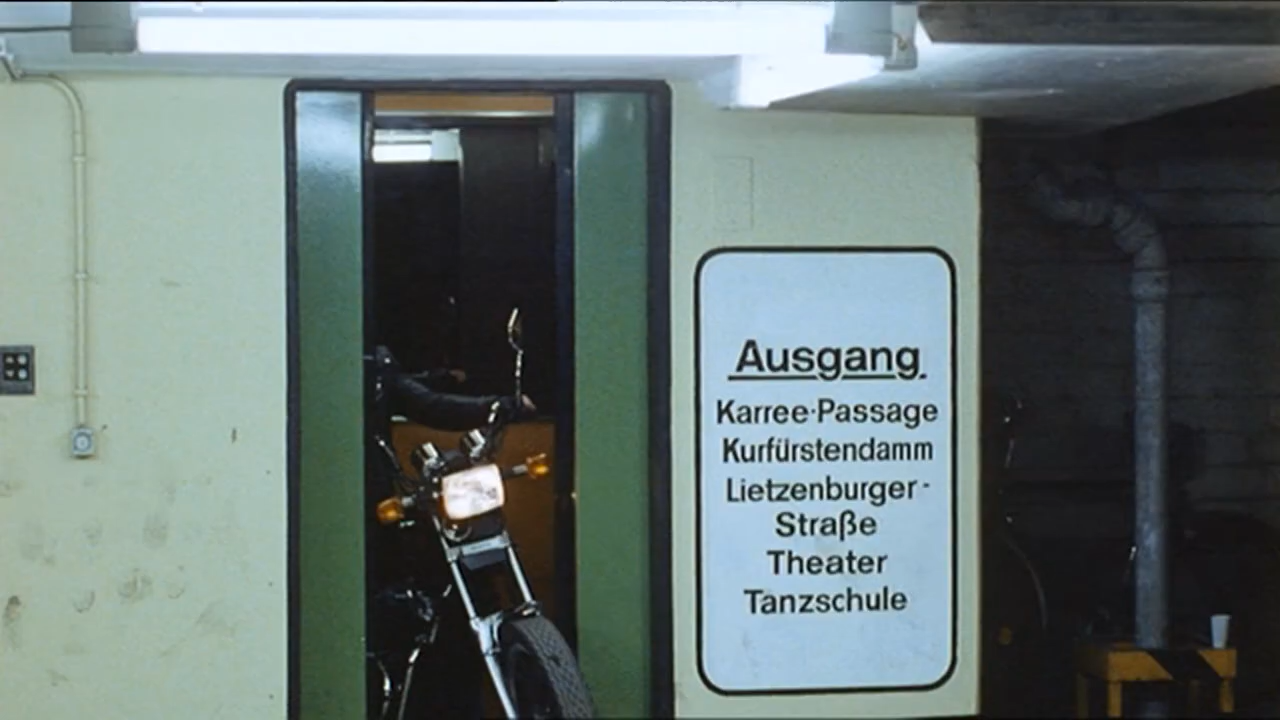 Ausgang
Karree-Passage
Kurfürstendamm
Lietzenburger-
Straße
Theater
Tanzschule